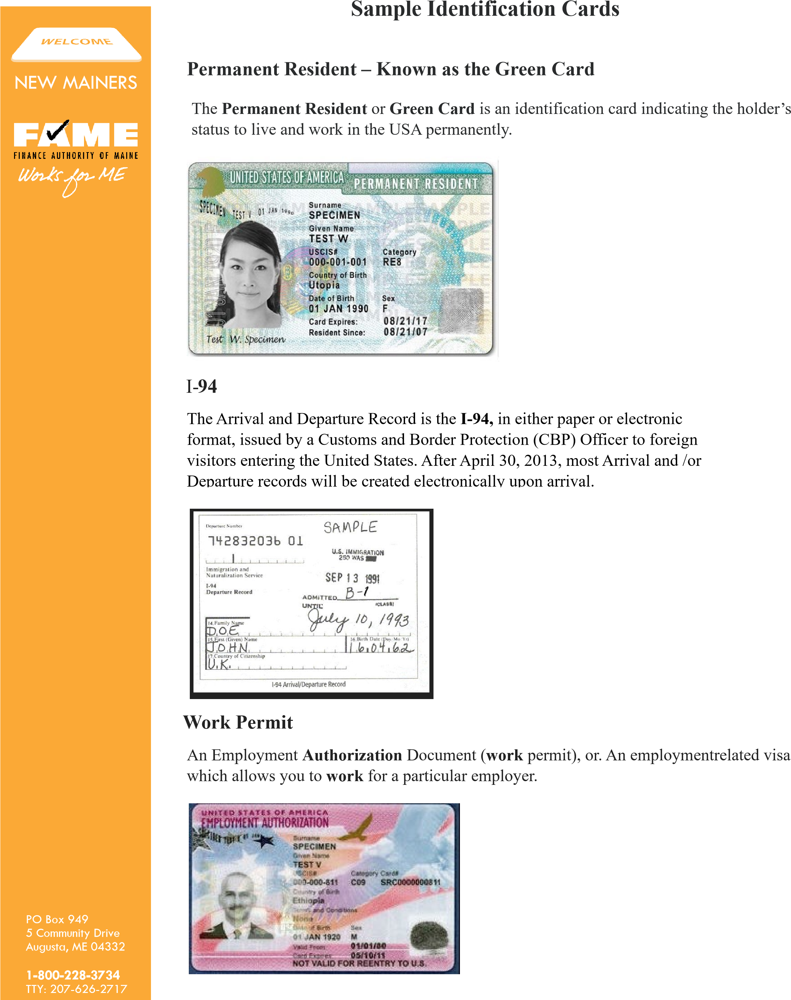 Sample Identification Cards
WELCOME
NEW MAINERS
FAME
FINANCE AUTHORITY OF MAINE
Works for ME
Permanent Resident – Known as the Green Card
The Permanent Resident or Green Card is an identification card indicating the holder’s
status to live and work in the USA permanently.
UNITED STATES OF AMERICA
PERMANENT RESIDENT
SPECIMEN TEST V 01 JAN 1990
Surname
SPECIMEN
Given Name
TEST W
USCIS# Category
000-001-001 RE8
Country of Birth
Utopia
Date of Birth Sex
01 JAN 1990 F
Card Expires: 08/21/17
Resident Since: 08/21/07
Test W. Specimen
I-94
The Arrival and Departure Record is the I-94, in either paper or electronic
format, issued by a Customs and Border Protection (CBP) Officer to foreign
visitors entering the United States. After April 30, 2013, most Arrival and /or
Departure records will be created electronically upon arrival.
Departure Number
SAMPLE
742832036 01
U.S. IMMIGRATION
250 WAS
Immigration and
Naturalization Service
SEP 13 1991
I-94
Departure Record
ADMITTED B-1
(CLASS)
UNTIL
July 10, 1993
14. Family Name
DOE
15. First (Given) Name 16. Birth Date (Day Mo Yr)
JOHN 16 04 62
17. Country of Citizenship
U.K.
I-94 Arrival/Departure Record
Work Permit
An Employment Authorization Document (work permit), or. An employmentrelated visa
which allows you to work for a particular employer.
UNITED STATES OF AMERICA
EMPLOYMENT AUTHORIZATION
Surname
SPECIMEN
Given Name
TEST V
USCIS# Category Card#
000-000-811 C09 SRC0000000811
Country of Birth
Ethiopia
Terms and Conditions
None
Date of Birth Sex
01 JAN 1920 M
Valid From: 01/01/80
Card Expires: 05/10/11
NOT VALID FOR REENTRY TO U.S.
PO Box 949
5 Community Drive
Augusta, ME 04332
1-800-228-3734
TTY: 207-626-2717